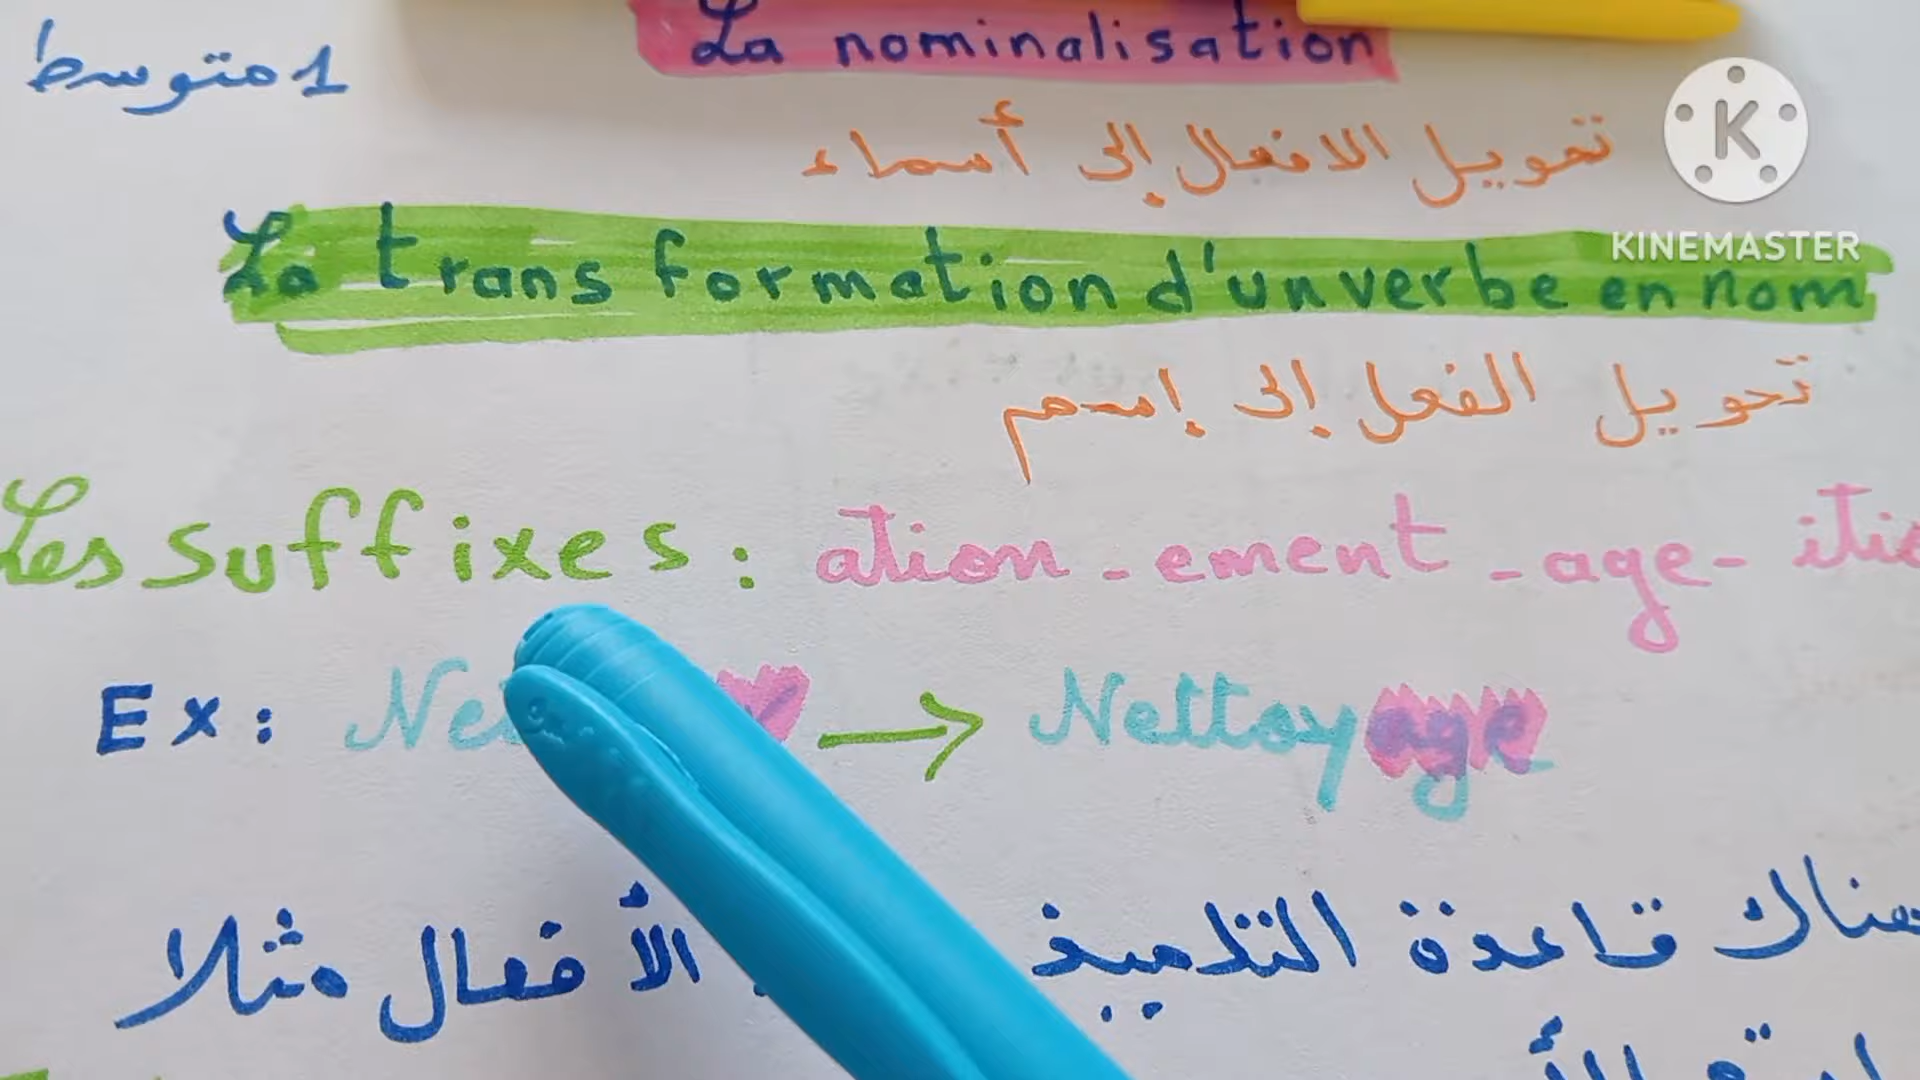 La nominalisation
1 متوسط
تحويل الافعال إلى أسماء
KINEMASTER
La transformation d'un verbe en nom
تحويل الفعل إلى إسم
Les suffixes : ation - ement - age -
Ex : → Nettoyage
هناك قاعدة التلميذ الأفعال مثلا